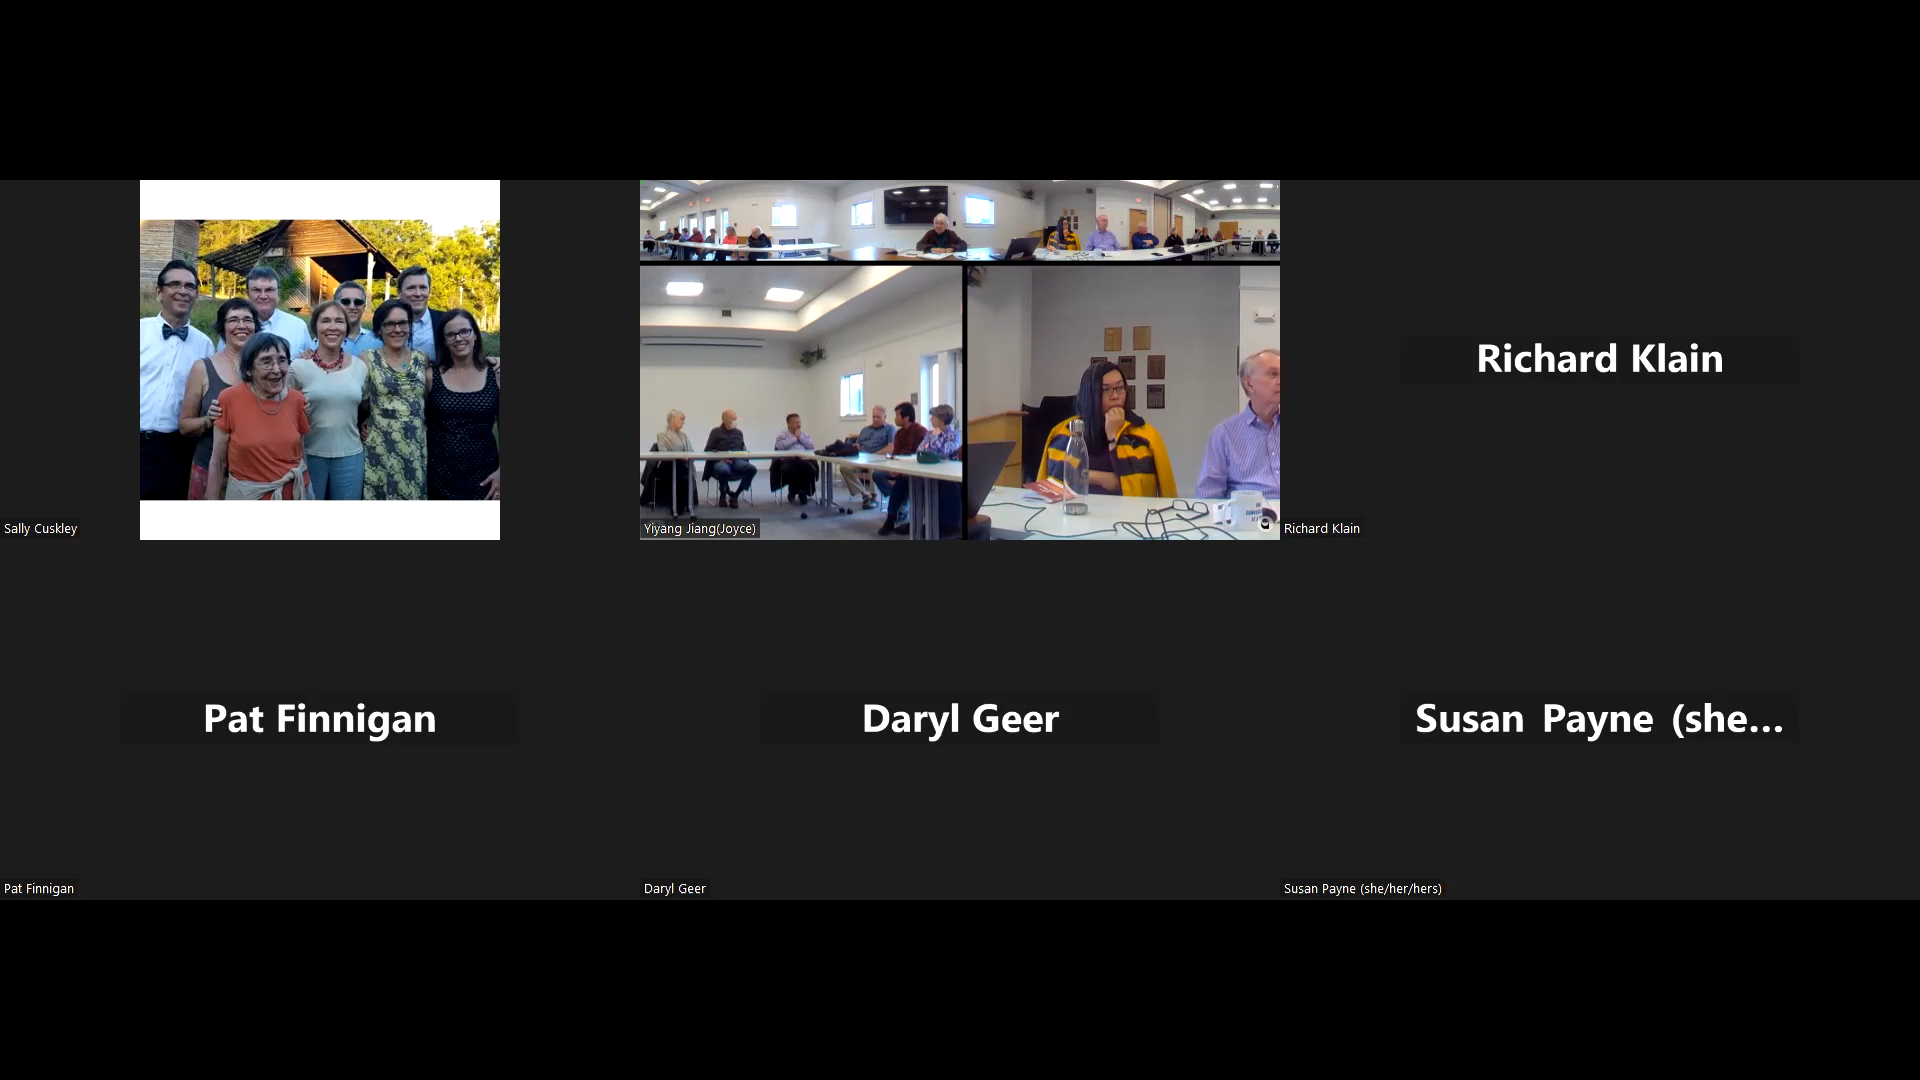 Richard Klain
Sally Cuskley
Yiyang Jiang(Joyce)
Richard Klain
Pat Finnigan
Daryl Geer
Susan Payne (she...
Pat Finnigan
Daryl Geer
Susan Payne (she/her/hers)